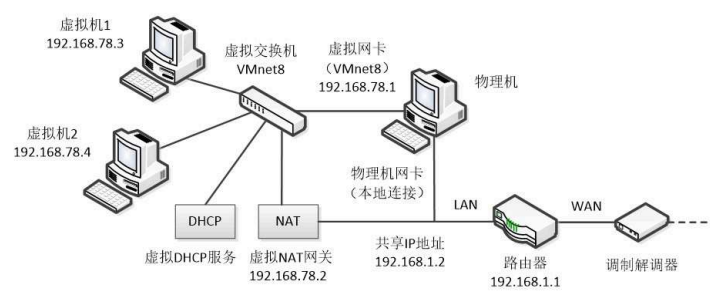 虚拟机1
192.168.78.3
虚拟交换机
VMnet8
虚拟网卡
（VMnet8）
192.168.78.1
物理机
虚拟机2
192.168.78.4
物理机网卡
（本地连接）
DHCP
NAT
LAN
WAN
虚拟DHCP服务
虚拟NAT网关
192.168.78.2
共享IP地址
192.168.1.2
路由器
192.168.1.1
调制解调器